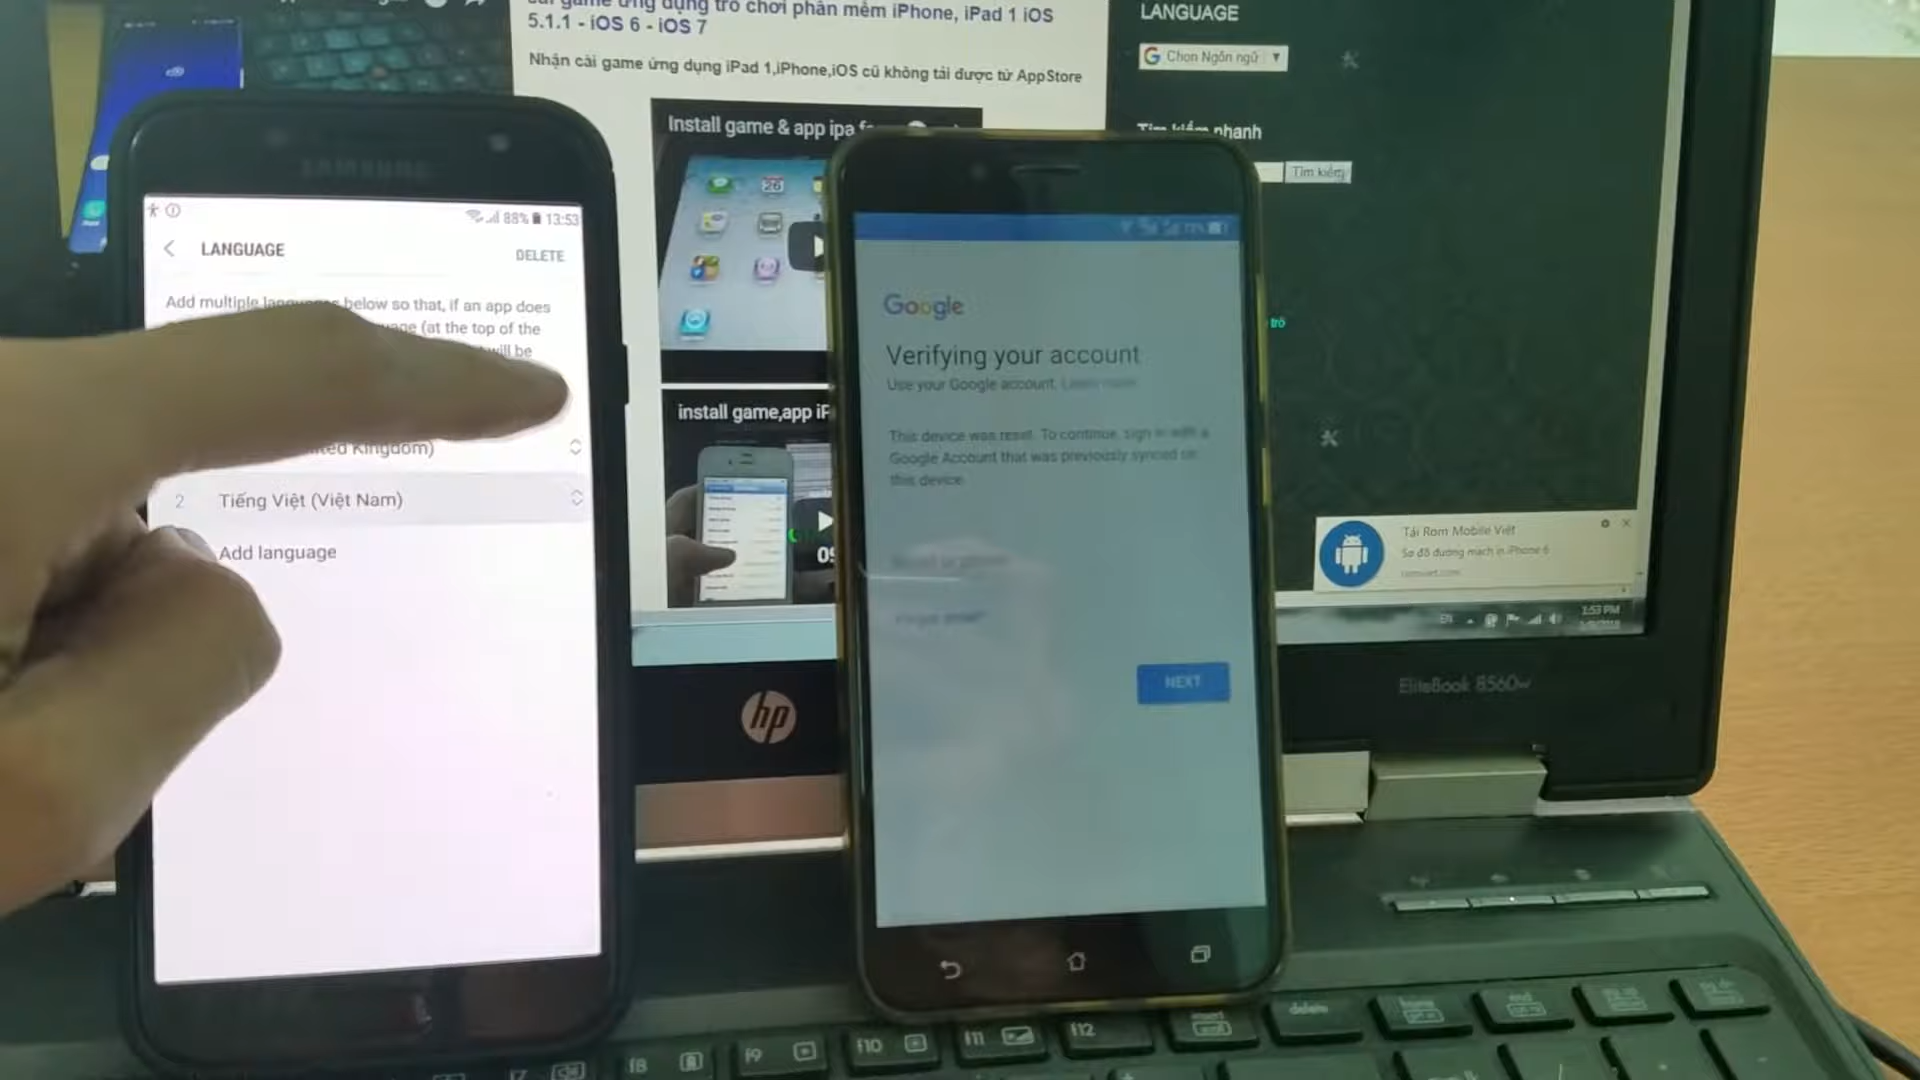 cài game ứng dụng trò chơi phần mềm iPhone, iPad 1 iOS
5.1.1 - iOS 6 - iOS 7
Nhận cài game ứng dụng iPad 1,iPhone,iOS cũ không tải được từ AppStore
Install game & app ipa
install game,app iP
LANGUAGE
Chọn Ngôn ngữ
Tìm kiếm nhanh
Tìm kiếm
trò
Tải Rom Mobile Việt
Sơ đồ đường mạch in iPhone 6
EN
1:53 PM
hp
EliteBook 8560w
SAMSUNG
88% 13:53
LANGUAGE
DELETE
Add multiple languages below so that, if an app does
(at the top of the
will be
Kingdom)
2 Tiếng Việt (Việt Nam)
Add language
Google
Verifying your account
Use your Google account. Learn more
This device was reset. To continue, sign in with a
Google Account that was previously synced on
this device.
NEXT
f8
f9
f10
f11
f12
insert
delete
home
end